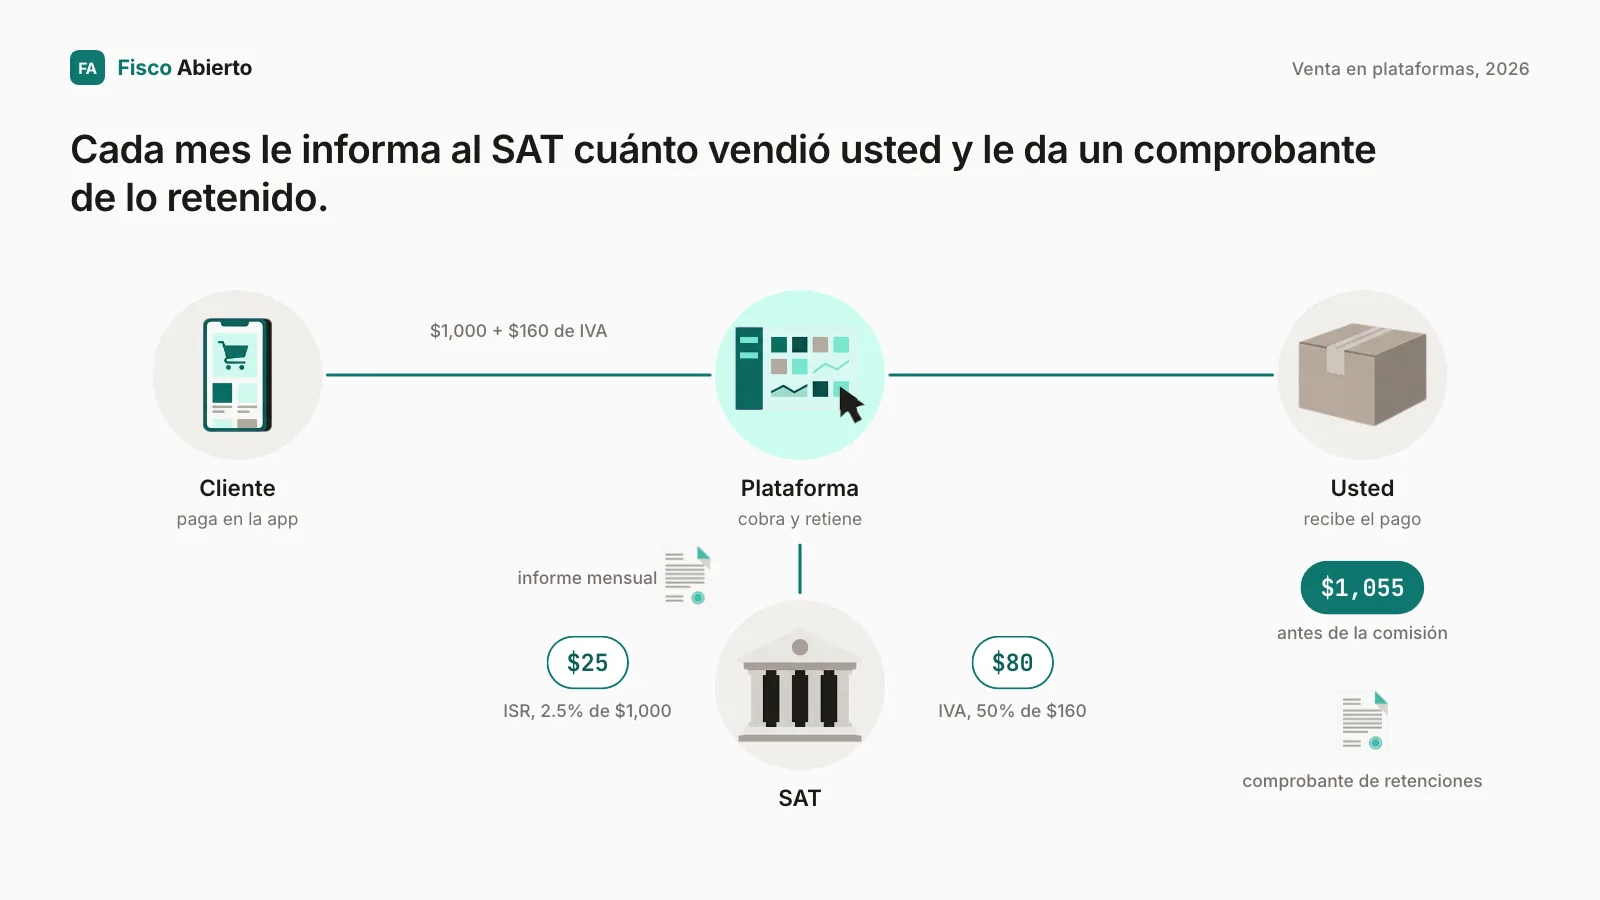 FA
Fisco Abierto
Venta en plataformas, 2026
Cada mes le informa al SAT cuánto vendió usted y le da un comprobante
de lo retenido.
$1,000 + $160 de IVA
Cliente
paga en la app
Plataforma
cobra y retiene
Usted
recibe el pago
informe mensual
$1,055
antes de la comisión
$25
ISR, 2.5% de $1,000
$80
IVA, 50% de $160
comprobante de retenciones
SAT